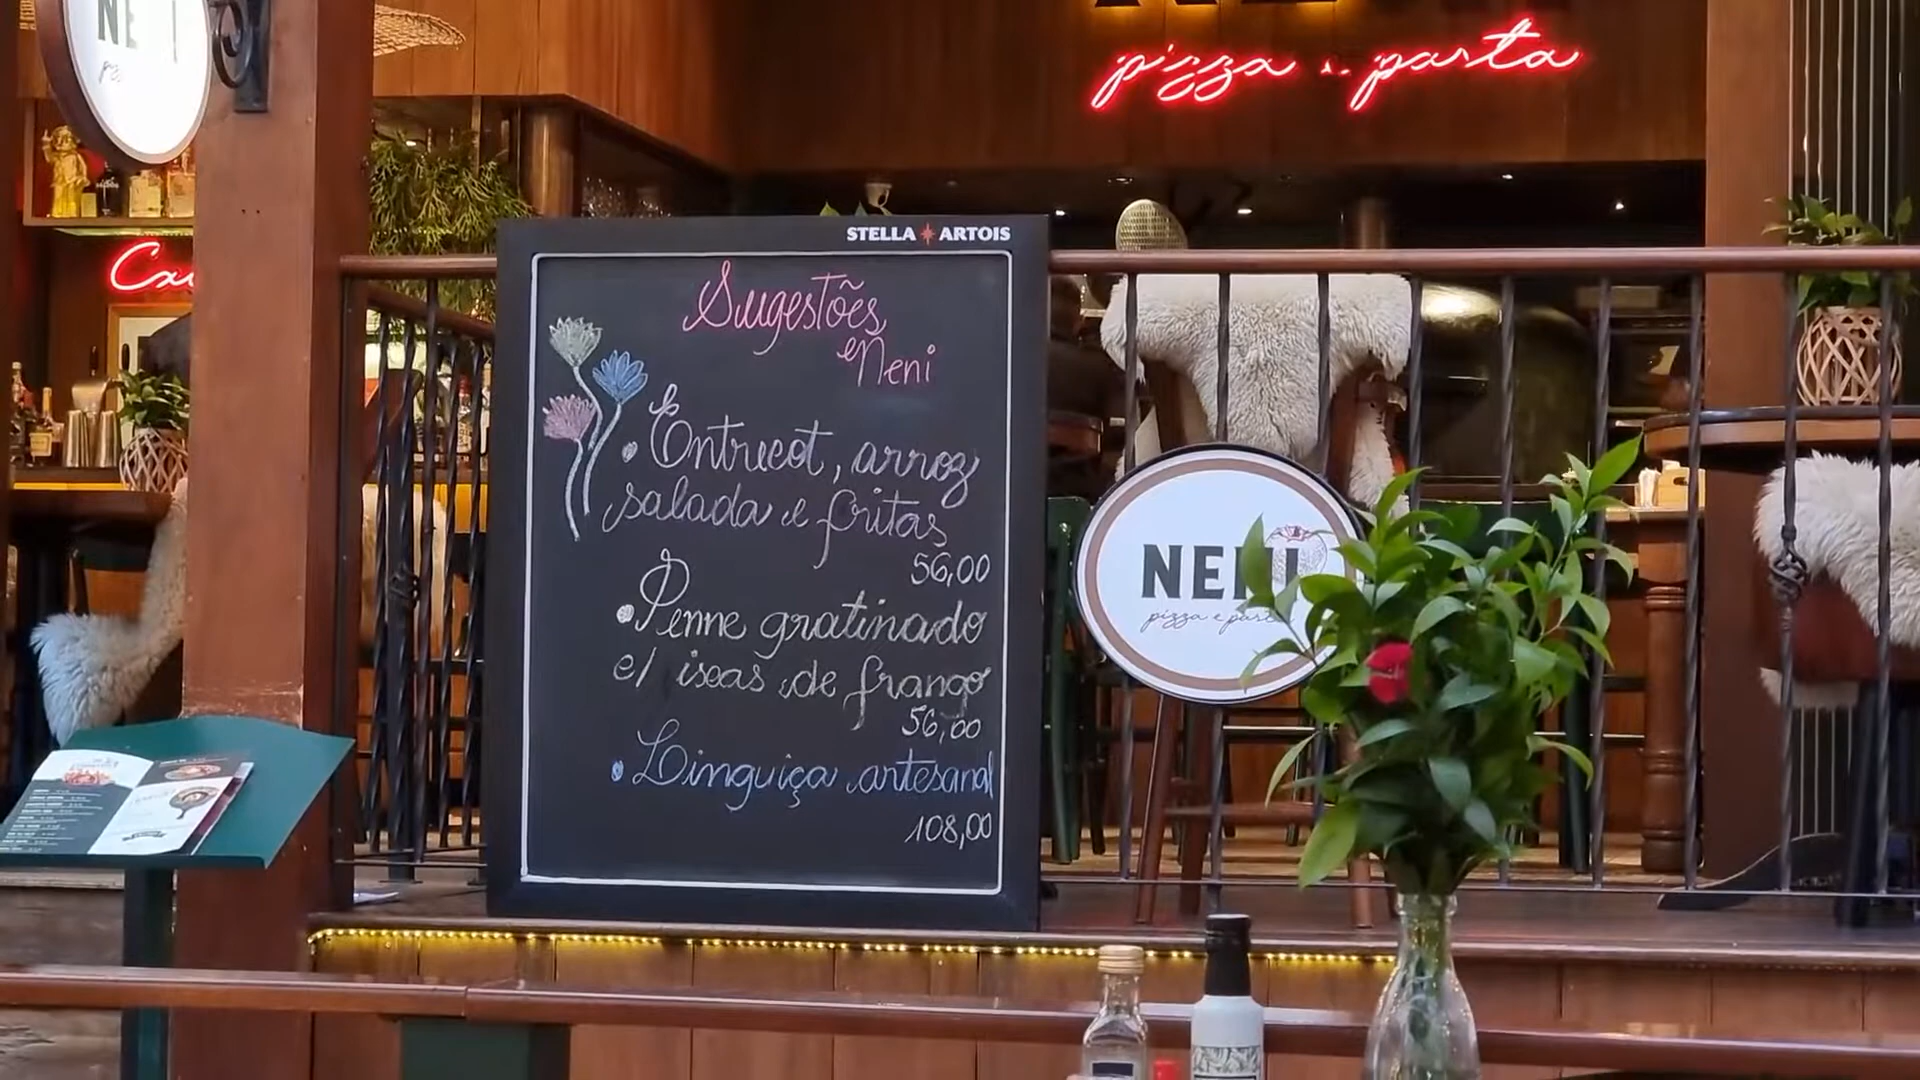 pizza e pasta
STELLA ARTOIS
Sugestões
Neni
• Entrecot, arroz
salada e fritas
56,00
• Penne gratinado
c/ iscas de frango
56,00
• Linguiça artesanal
108,00
NENI
pizza e pasta